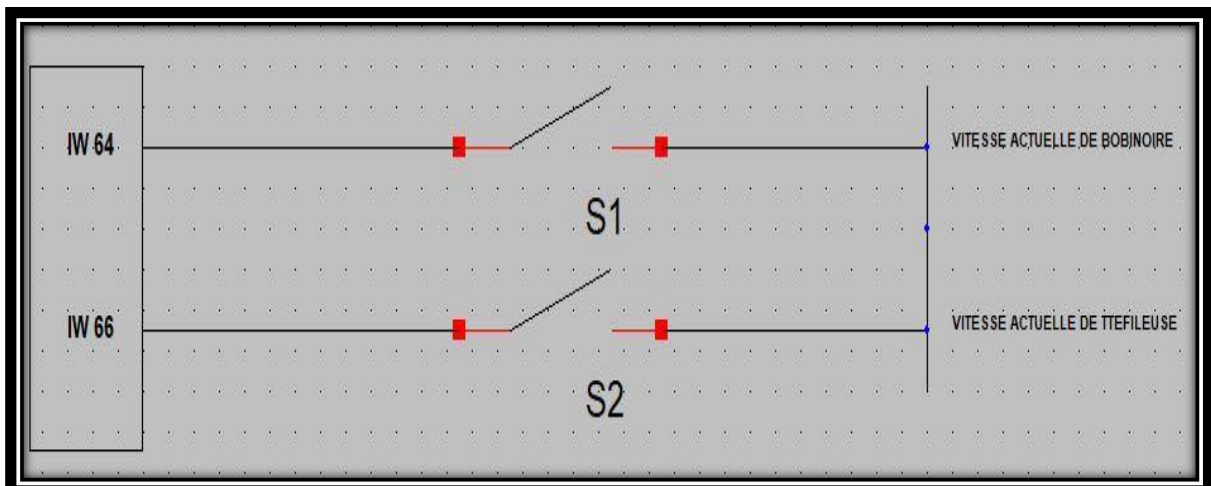 IW 64
VITESSE ACTUELLE DE BOBINOIRE
S1
IW 66
VITESSE ACTUELLE DE TTEFILEUSE
S2